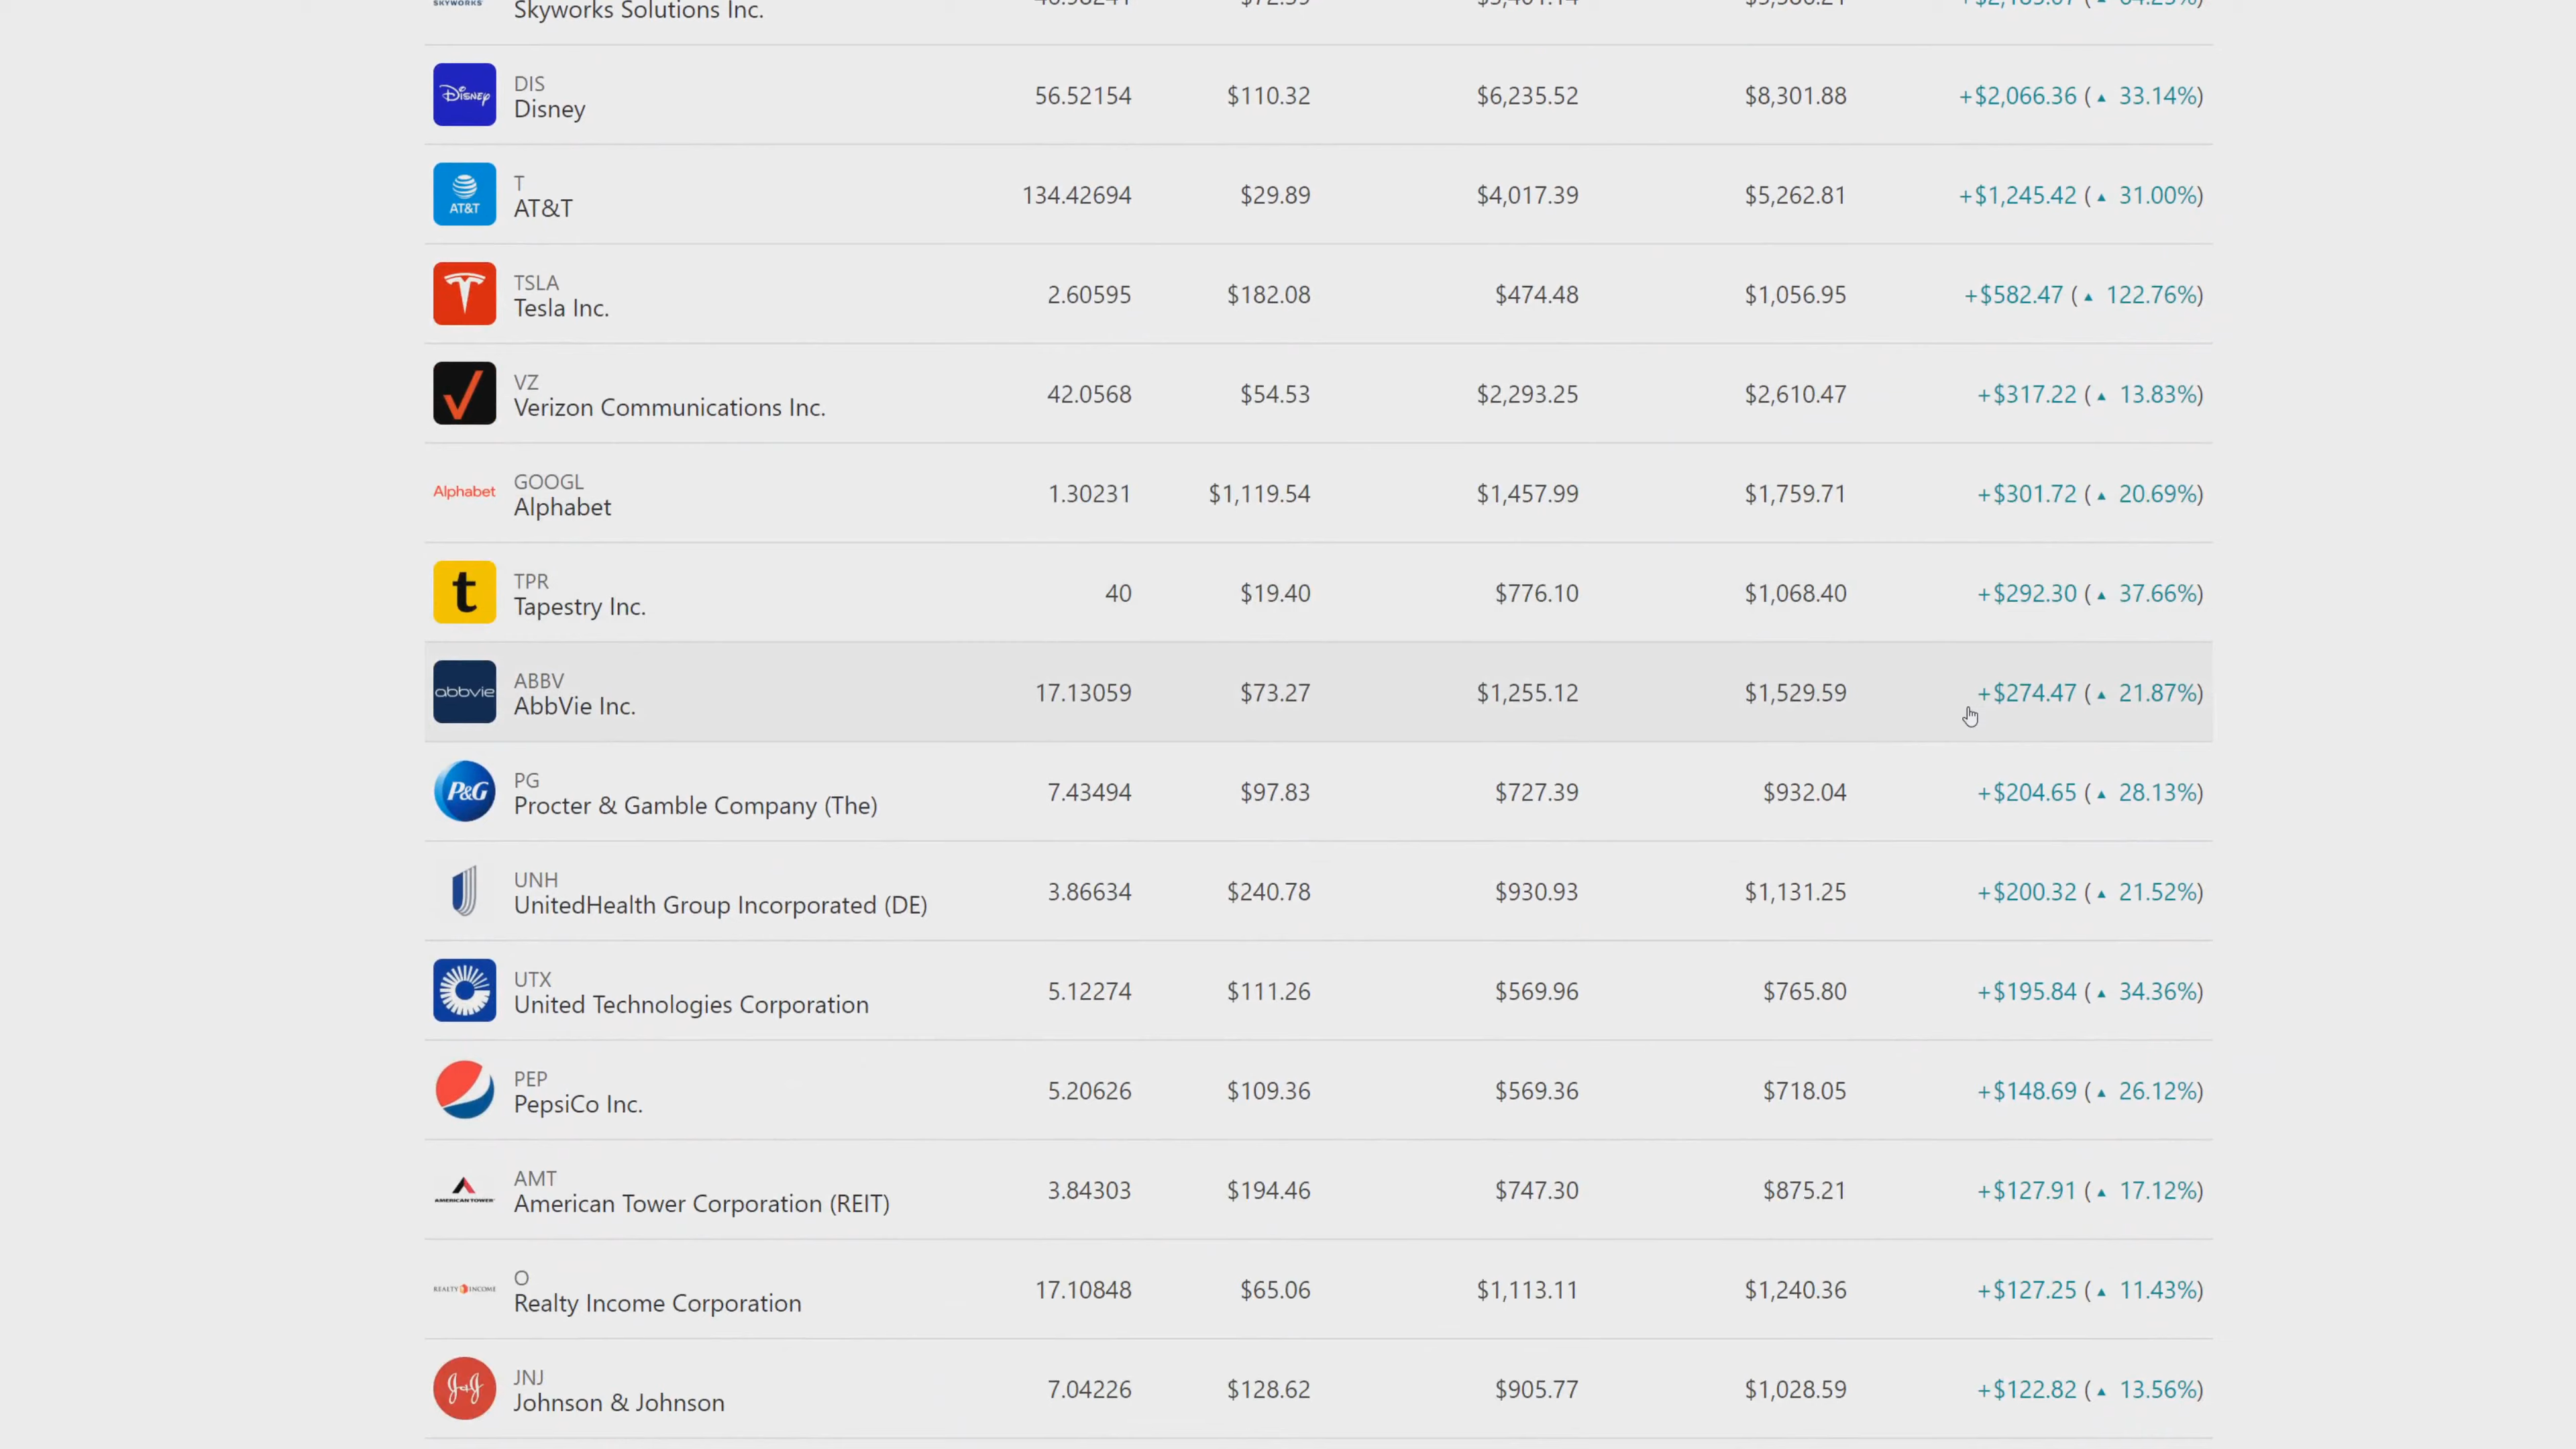 SKYWORKS
Skyworks Solutions Inc.
DIS
Disney
Disney
56.52154 $110.32 $6,235.52 $8,301.88 +$2,066.36 (▲ 33.14%)
T
AT&T
AT&T
134.42694 $29.89 $4,017.39 $5,262.81 +$1,245.42 (▲ 31.00%)
TSLA
Tesla Inc.
2.60595 $182.08 $474.48 $1,056.95 +$582.47 (▲ 122.76%)
VZ
Verizon Communications Inc.
42.0568 $54.53 $2,293.25 $2,610.47 +$317.22 (▲ 13.83%)
Alphabet
GOOGL
Alphabet
1.30231 $1,119.54 $1,457.99 $1,759.71 +$301.72 (▲ 20.69%)
t
TPR
Tapestry Inc.
40 $19.40 $776.10 $1,068.40 +$292.30 (▲ 37.66%)
abbvie
ABBV
AbbVie Inc.
17.13059 $73.27 $1,255.12 $1,529.59 +$274.47 (▲ 21.87%)
P&G
PG
Procter & Gamble Company (The)
7.43494 $97.83 $727.39 $932.04 +$204.65 (▲ 28.13%)
UNH
UnitedHealth Group Incorporated (DE)
3.86634 $240.78 $930.93 $1,131.25 +$200.32 (▲ 21.52%)
UTX
United Technologies Corporation
5.12274 $111.26 $569.96 $765.80 +$195.84 (▲ 34.36%)
PEP
PepsiCo Inc.
5.20626 $109.36 $569.36 $718.05 +$148.69 (▲ 26.12%)
AMERICAN TOWER
AMT
American Tower Corporation (REIT)
3.84303 $194.46 $747.30 $875.21 +$127.91 (▲ 17.12%)
REALTY INCOME
O
Realty Income Corporation
17.10848 $65.06 $1,113.11 $1,240.36 +$127.25 (▲ 11.43%)
J&J
JNJ
Johnson & Johnson
7.04226 $128.62 $905.77 $1,028.59 +$122.82 (▲ 13.56%)